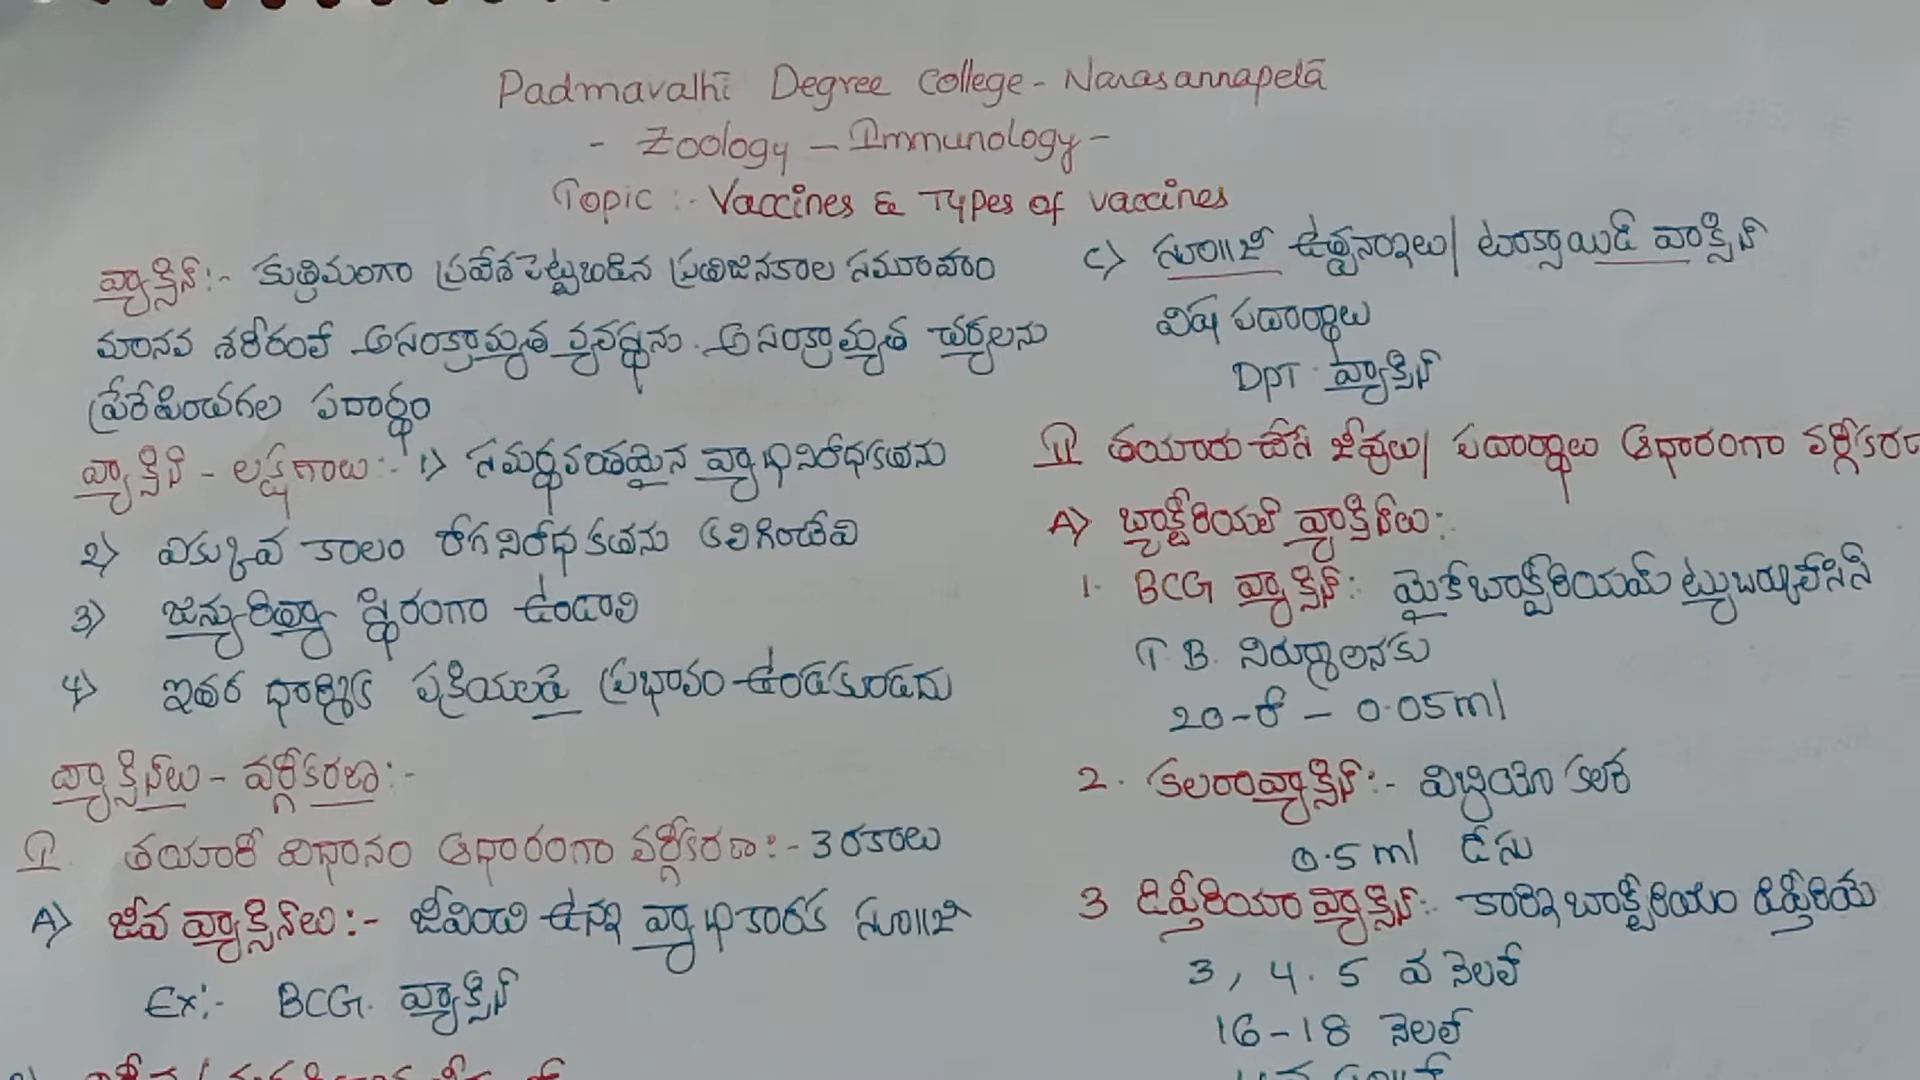 Padmavathi Degree College - Narasannapeta
- Zoology - Immunology -
Topic :- Vaccines & Types of vaccines
వ్యాక్సిన్ :- కృత్రిమంగా ప్రవేశపెట్టబడిన ప్రతిజనకాల సమూహం
మానవ శరీరంలో అసంక్రామ్యత వ్యవస్థను. అసంక్రామ్యత చర్యలను
ప్రేరేపించగల పదార్థం
వ్యాక్సిన్ - లక్షణాలు :- 1) సమర్థవంతమైన వ్యాధినిరోధకతను
2) ఎక్కువ కాలం రోగనిరోధకతను కలిగించేవి
3) జన్యురిత్యా స్థిరంగా ఉండాలి
4) ఇతర ధార్మిక ప్రక్రియలపై ప్రభావం ఉండకుండదు
వ్యాక్సిన్‌లు - వర్గీకరణ :-
I తయారీ విధానం ఆధారంగా వర్గీకరణ :- 3 రకాలు
A) జీవ వ్యాక్సిన్‌లు :- జీవించి ఉన్న వ్యాధికారక సూ||జీ
Ex:- BCG. వ్యాక్సిన్
C) సూ||జీ ఉత్పన్నాలు / టాక్సాయిడ్ వాక్సిన్
విష పదార్థాలు
DPT వ్యాక్సిన్
II తయారు చేసే జీవులు / పదార్థాలు ఆధారంగా వర్గీకరణ
A) బ్యాక్టీరియల్ వ్యాక్సిన్‌లు :-
1. BCG వ్యాక్సిన్ :- మైకోబాక్టీరియమ్ ట్యుబర్కులోసిస్
T.B. నిర్మూలనకు
20-రో - 0.05ml
2. కలరావ్యాక్సిన్ :- విబ్రియో కలరే
0.5ml డోసు
3 డిప్తీరియా వ్యాక్సిన్ :- కారినిబాక్టీరియం డిప్తీరియె
3, 4. 5 వ నెలలో
16-18 నెలలో